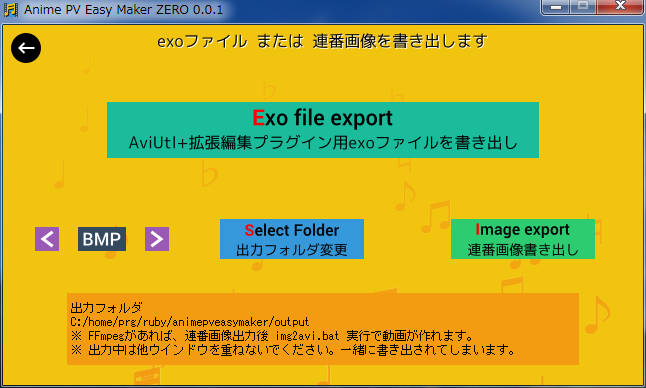 Anime PV Easy Maker ZERO 0.0.1
exoファイル または 連番画像を書き出します
Exo file export
AviUtl+拡張編集プラグイン用exoファイルを書き出し
< BMP >
Select Folder
出力フォルダ変更
Image export
連番画像書き出し
出力フォルダ
C:/home/prg/ruby/animepveasymaker/output
※ FFmpegがあれば、連番画像出力後 img2avi.bat 実行で動画が作れます。
※ 出力中は他ウインドウを重ねないでください。一緒に書き出されてしまいます。